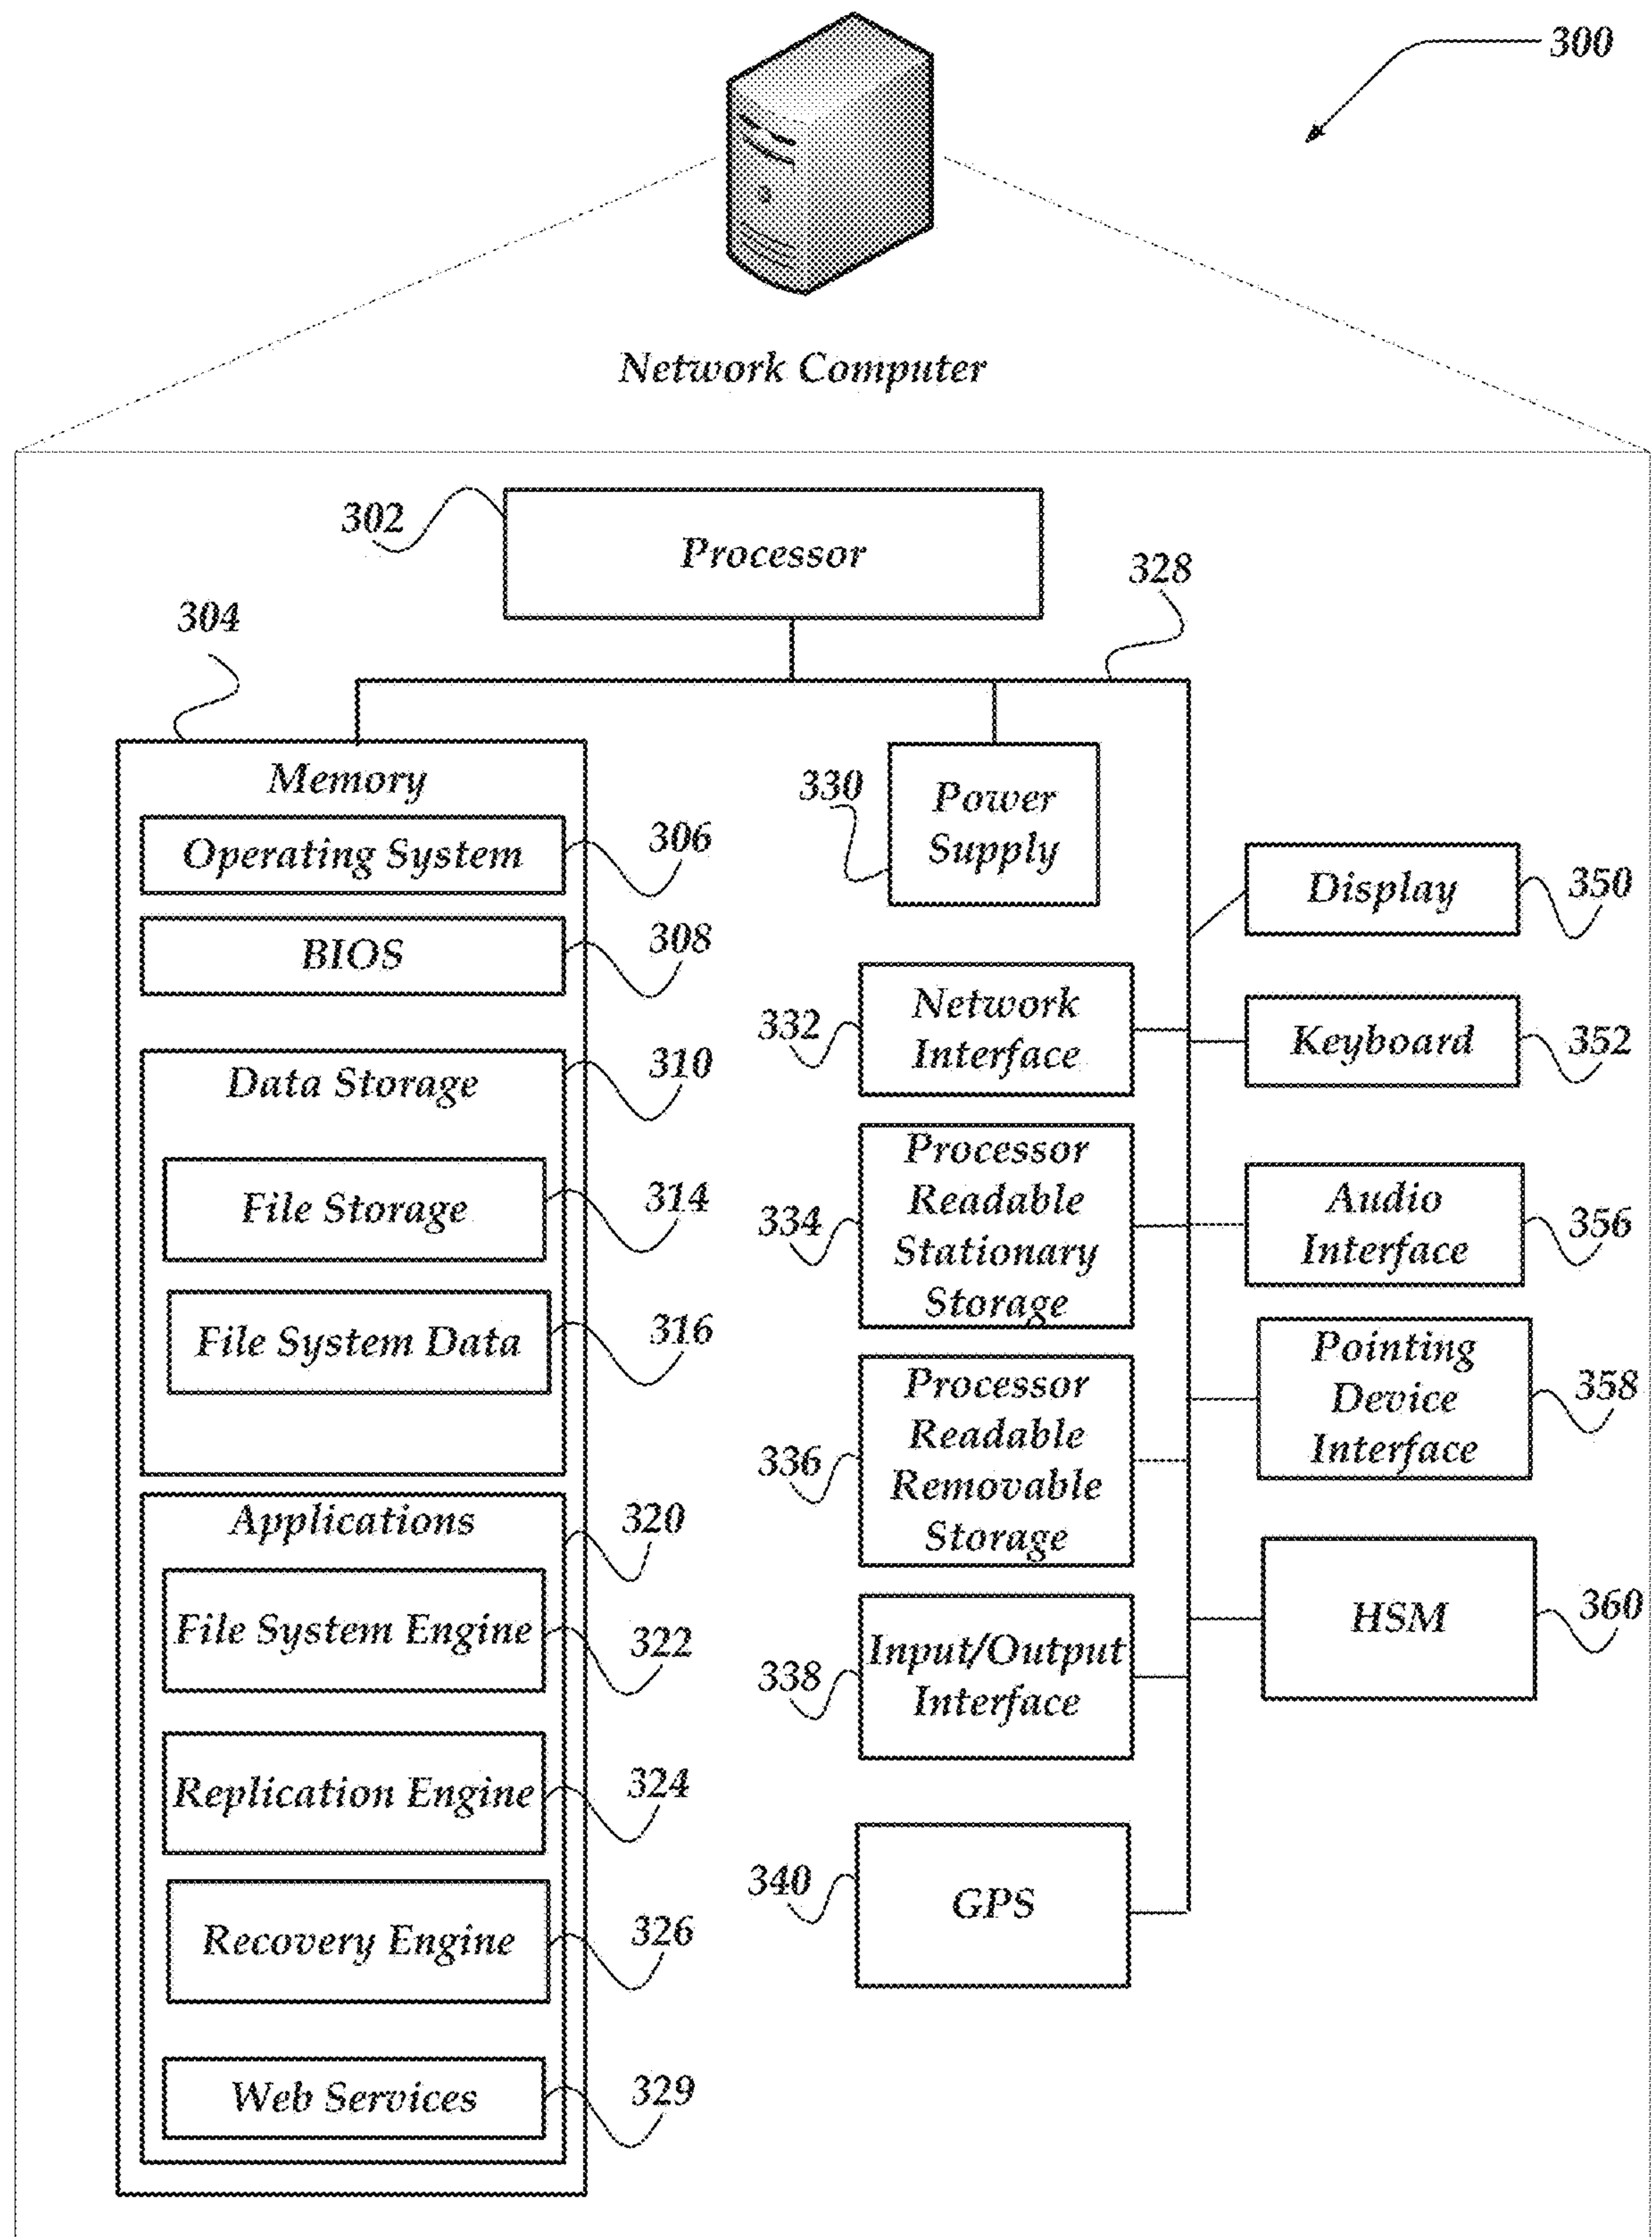 300
Network Computer
302
Processor
328
304
Memory
Operating System
306
BIOS
308
Data Storage
310
File Storage
314
File System Data
316
Applications
320
File System Engine
322
Replication Engine
324
Recovery Engine
326
Web Services
329
330
Power
Supply
332
Network
Interface
334
Processor
Readable
Stationary
Storage
336
Processor
Readable
Removable
Storage
338
Input/Output
Interface
340
GPS
Display
350
Keyboard
352
Audio
Interface
356
Pointing
Device
Interface
358
HSM
360